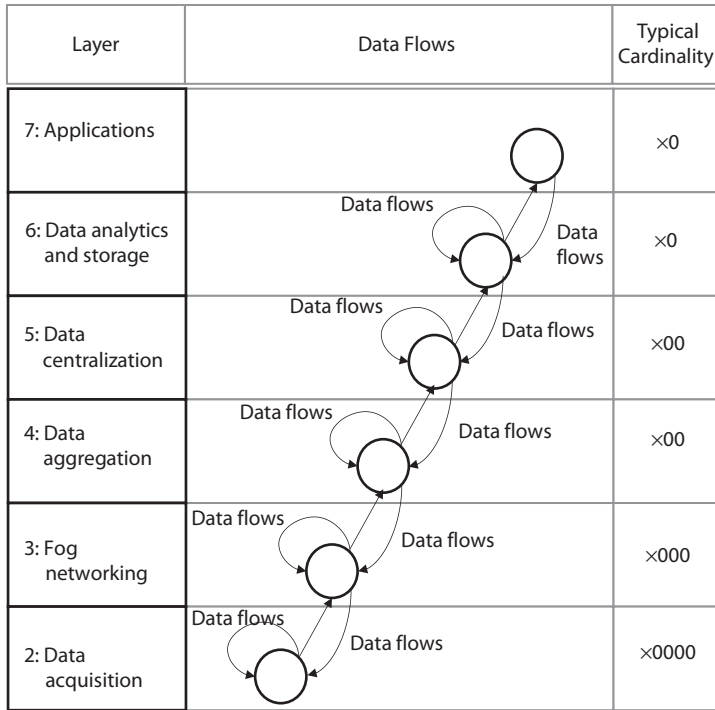 Layer
Data Flows
Typical
Cardinality
7: Applications
×0
6: Data analytics
and storage
Data flows
Data
flows
×0
5: Data
centralization
Data flows
Data flows
×00
4: Data
aggregation
Data flows
Data flows
×00
3: Fog
networking
Data flows
Data flows
×000
2: Data
acquisition
Data flows
Data flows
×0000